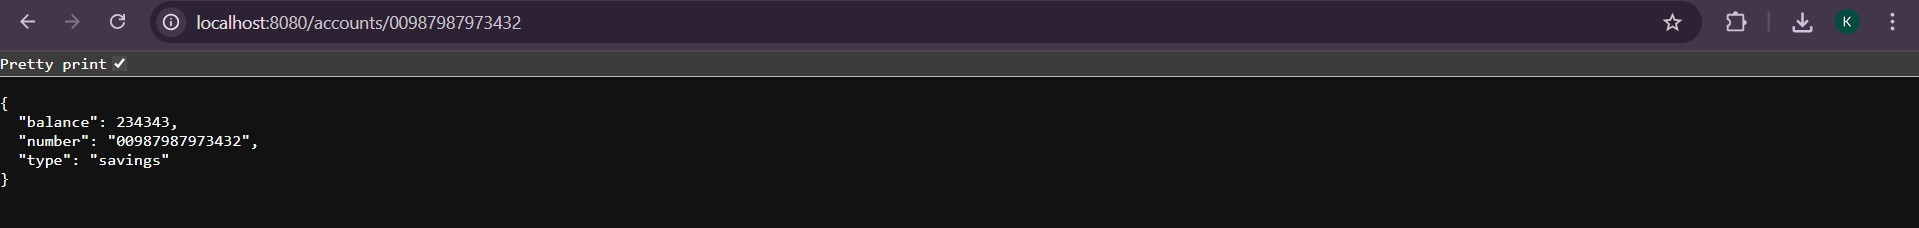 localhost:8080/accounts/00987987973432
K
Pretty print
{
"balance": 234343,
"number": "00987987973432",
"type": "savings"
}